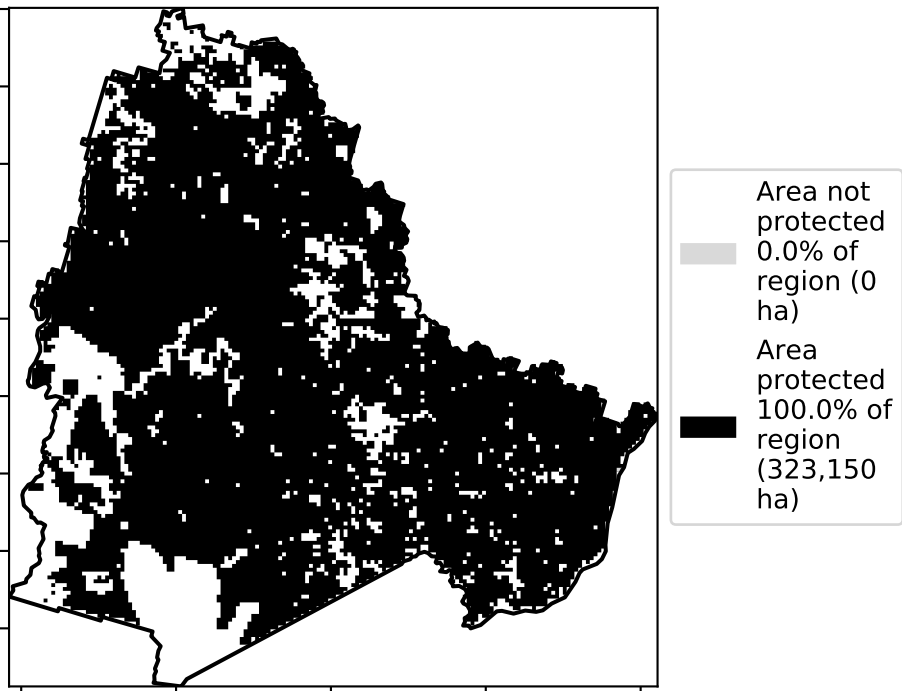 Area not
protected
0.0% of
region (0
ha)
Area
protected
100.0% of
region
(323,150
ha)